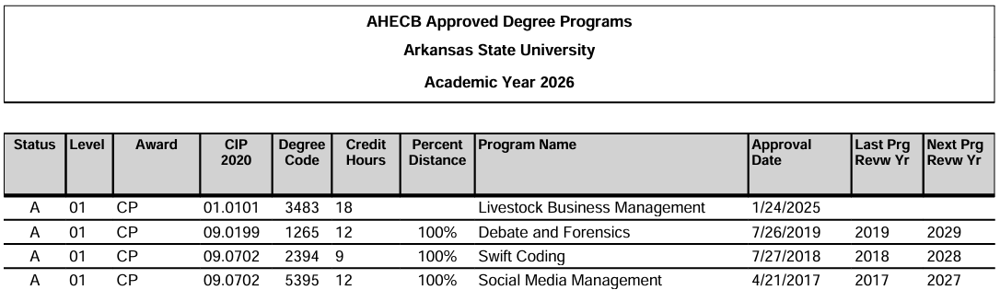 AHECB Approved Degree Programs
Arkansas State University
Academic Year 2026
Status Level Award CIP 2020 Degree Code Credit Hours Percent Distance Program Name Approval Date Last Prg Revw Yr Next Prg Revw Yr
A 01 CP 01.0101 3483 18 Livestock Business Management 1/24/2025
A 01 CP 09.0199 1265 12 100% Debate and Forensics 7/26/2019 2019 2029
A 01 CP 09.0702 2394 9 100% Swift Coding 7/27/2018 2018 2028
A 01 CP 09.0702 5395 12 100% Social Media Management 4/21/2017 2017 2027